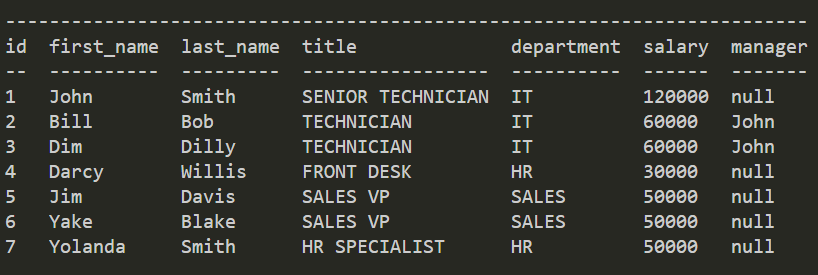 -------------------------------------------------------------------------
id  first_name  last_name  title              department  salary  manager
--  ----------  ---------  -----------------  ----------  ------  -------
1   John        Smith      SENIOR TECHNICIAN  IT          120000  null
2   Bill        Bob        TECHNICIAN         IT          60000   John
3   Dim         Dilly      TECHNICIAN         IT          60000   John
4   Darcy       Willis     FRONT DESK         HR          30000   null
5   Jim         Davis      SALES VP           SALES       50000   null
6   Yake        Blake      SALES VP           SALES       50000   null
7   Yolanda     Smith      HR SPECIALIST      HR          50000   null